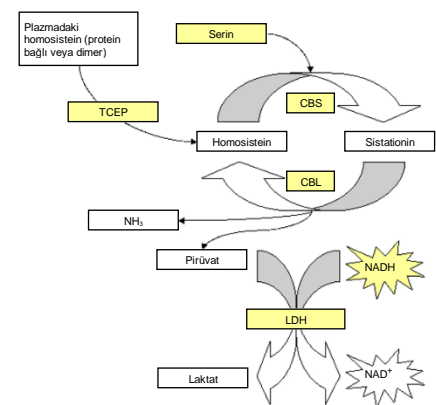 Plazmadaki
homosistein (protein
bağlı veya dimer)
Serin
TCEP
CBS
Homosistein
Sistationin
CBL
NH₃
Pirüvat
NADH
LDH
Laktat
NAD⁺